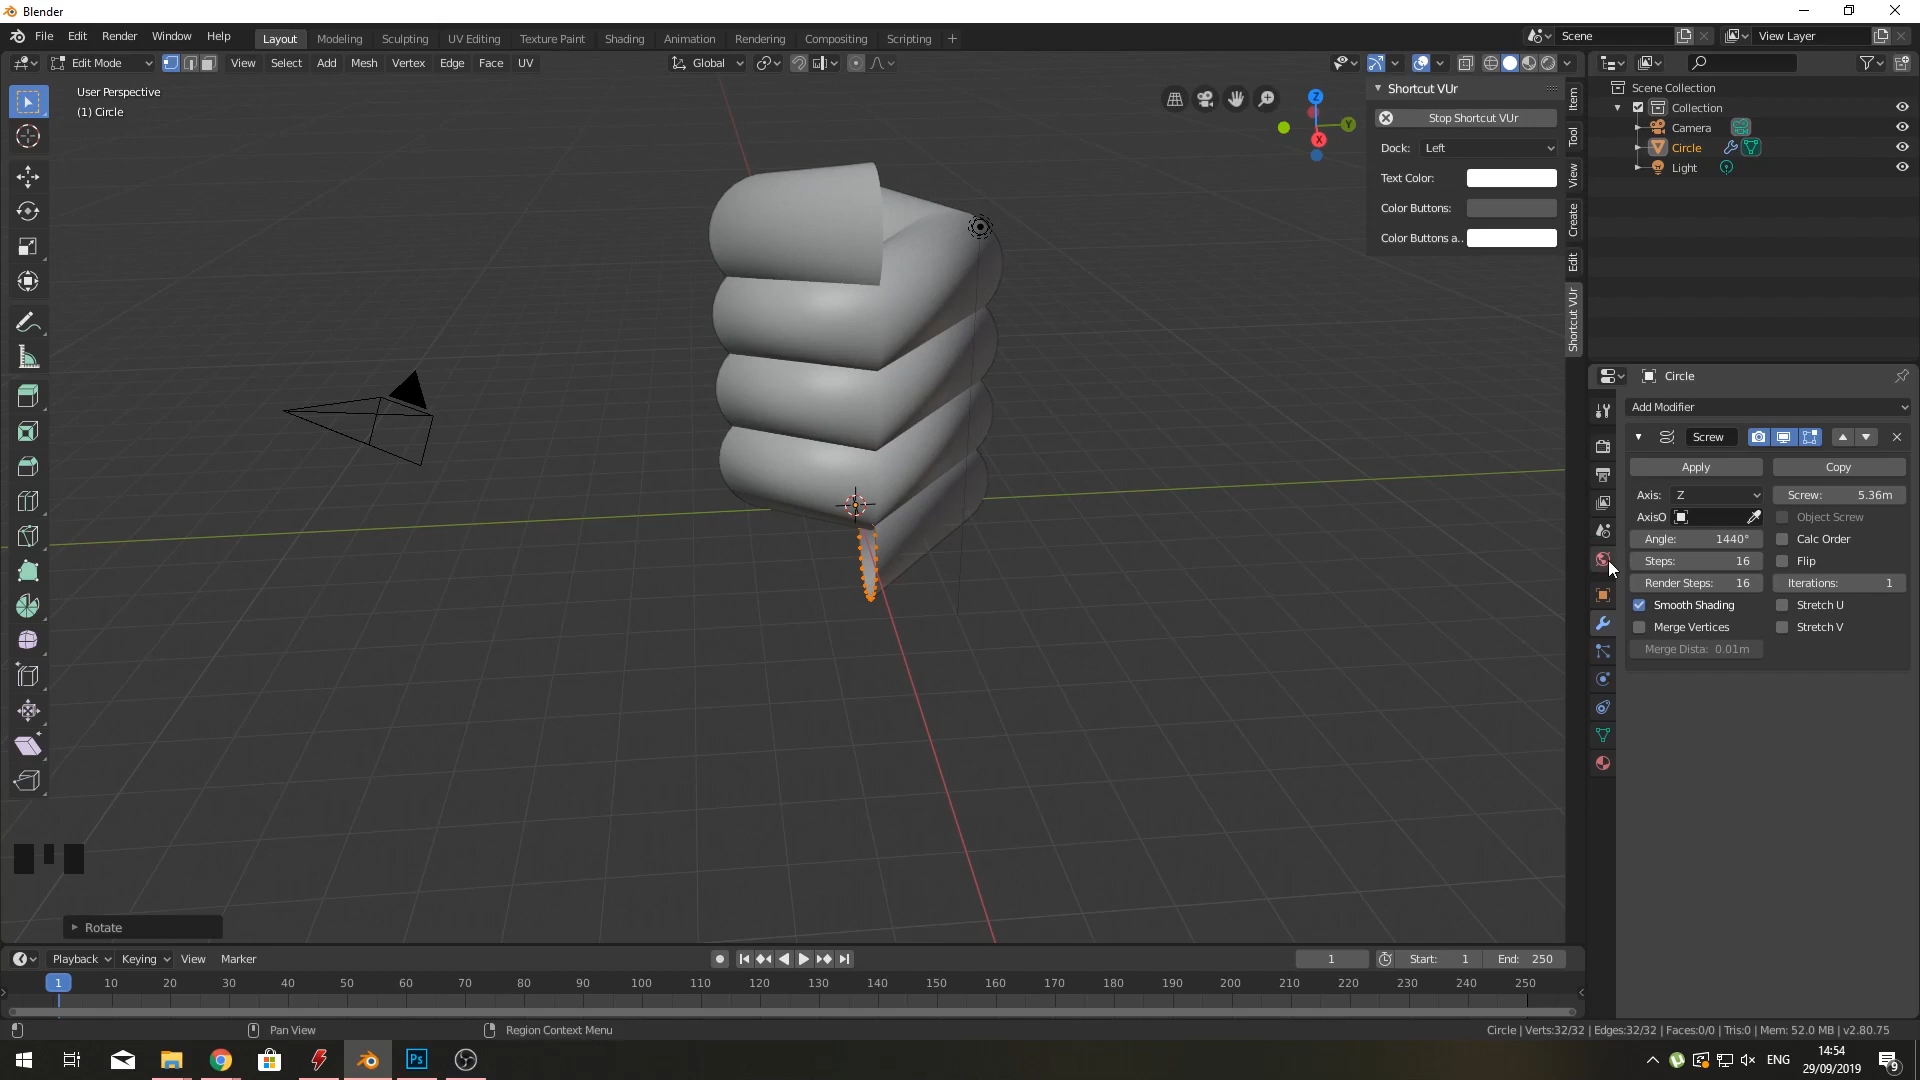 Blender
File Edit Render Window Help
Layout Modeling Sculpting UV Editing Texture Paint Shading Animation Rendering Compositing Scripting
Scene
View Layer
Edit Mode
View Select Add Mesh Vertex Edge Face UV
Global
User Perspective
(1) Circle
Z
Y
X
Shortcut VUr
Stop Shortcut VUr
Dock: Left
Text Color:
Color Buttons:
Color Buttons a..
Item
Tool
View
Create
Edit
Shortcut VUr
Scene Collection
Collection
Camera
Circle
Light
Circle
Add Modifier
Screw
Apply
Copy
Axis: Z
Screw: 5.36m
AxisO
Object Screw
Angle: 1440°
Calc Order
Steps: 16
Flip
Render Steps: 16
Iterations: 1
Smooth Shading
Stretch U
Merge Vertices
Stretch V
Merge Dista: 0.01m
Rotate
Playback Keying View Marker
1
Start: 1
End: 250
1 10 20 30 40 50 60 70 80 90 100 110 120 130 140 150 160 170 180 190 200 210 220 230 240 250
Pan View
Region Context Menu
Circle | Verts:32/32 | Edges:32/32 | Faces:0/0 | Tris:0 | Mem: 52.0 MB | v2.80.75
Ps
ENG
14:54
29/09/2019
9